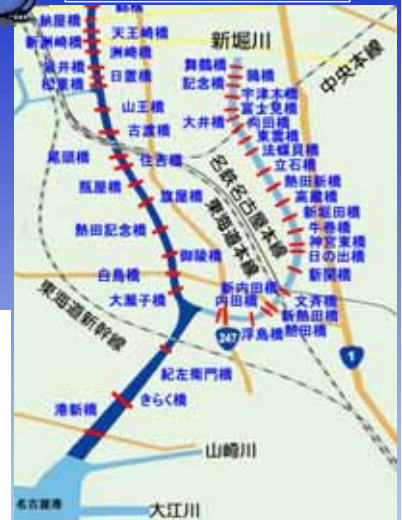 納屋橋
天王崎橋
新洲崎橋
洲崎橋
日置橋
松重橋
山王橋
古渡橋
尾頭橋
住吉橋
瓶屋橋
旗屋橋
熱田記念橋
御陵橋
白鳥橋
大瀬子橋
紀左衛門橋
きらく橋
港新橋
新堀川
舞鶴橋
鶴橋
記念橋
宇津木橋
富士見橋
大井橋
向田橋
東雲橋
法螺貝橋
立石橋
熱田新橋
高蔵橋
新堀田橋
牛巻橋
神宮東橋
日の出橋
新開橋
新内田橋
内田橋
文斉橋
新熱田橋
熱田橋
浮島橋
中央本線
名鉄名古屋本線
東海道本線
東海道新幹線
247
1
山崎川
大江川
名古屋港